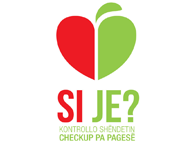 SI JE?
KONTROLLO SHËNDETIN
CHECKUP PA PAGESË